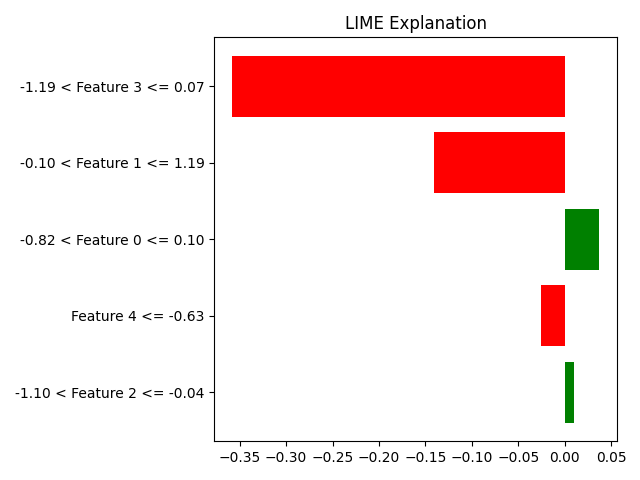 LIME Explanation
-1.19 < Feature 3 <= 0.07
-0.10 < Feature 1 <= 1.19
-0.82 < Feature 0 <= 0.10
Feature 4 <= -0.63
-1.10 < Feature 2 <= -0.04
−0.35 −0.30 −0.25 −0.20 −0.15 −0.10 −0.05 0.00 0.05